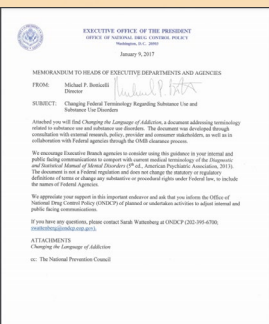 EXECUTIVE OFFICE OF THE PRESIDENT
OFFICE OF NATIONAL DRUG CONTROL POLICY
Washington, D.C. 20503
January 9, 2017
MEMORANDUM TO HEADS OF EXECUTIVE DEPARTMENTS AND AGENCIES
FROM: Michael P. Botticelli
Director
SUBJECT: Changing Federal Terminology Regarding Substance Use and
Substance Use Disorders
Attached you will find Changing the Language of Addiction, a document addressing terminology
related to substance use and substance use disorders. The document was developed through
consultation with external research, policy, provider and consumer stakeholders, as well as in
collaboration with Federal agencies through the OMB clearance process.
We encourage Executive Branch agencies to consider using this guidance in your internal and
public facing communications to comport with current medical terminology of the Diagnostic
and Statistical Manual of Mental Disorders (5th ed., American Psychiatric Association, 2013).
The document is not a Federal regulation and does not change the statutory or regulatory
definitions of terms or change any substantive or procedural rights under Federal law, to include
the names of Federal Agencies.
We appreciate your support in this important endeavor and ask that you inform the Office of
National Drug Control Policy (ONDCP) of planned or undertaken activities to adjust internal and
public facing communications.
If you have any questions, please contact Sarah Wattenberg at ONDCP (202-395-6700,
swattenberg@ondcp.eop.gov).
ATTACHMENTS
Changing the Language of Addiction
cc: The National Prevention Council